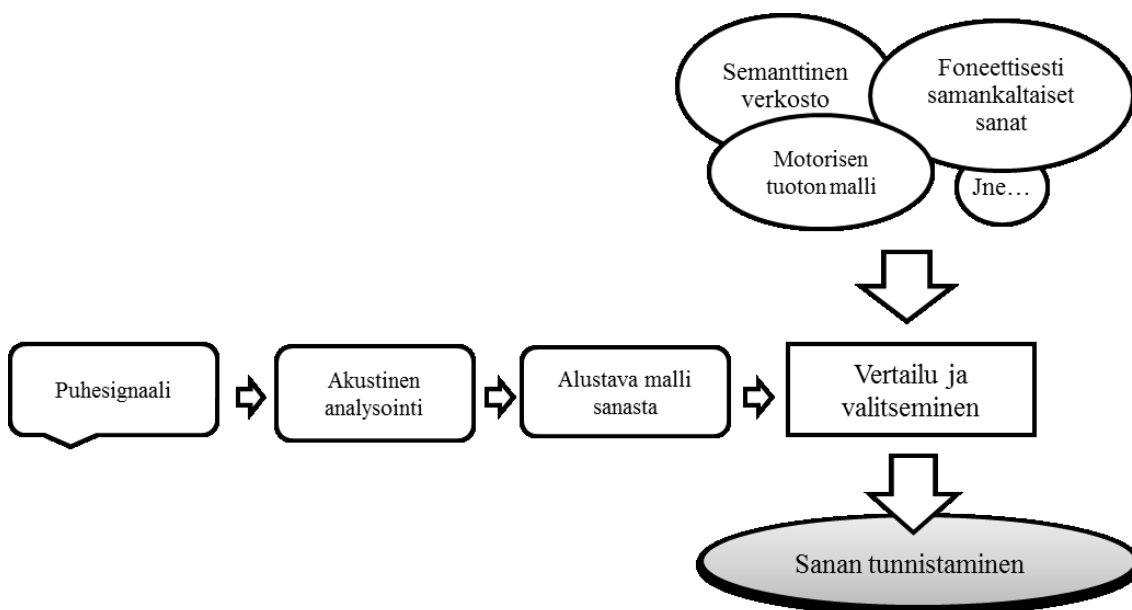 Semanttinen
verkosto
Foneettisesti
samankaltaiset
sanat
Motorisen
tuoton malli
Jne…
Puhesignaali
Akustinen
analysointi
Alustava malli
sanasta
Vertailu ja
valitseminen
Sanan tunnistaminen